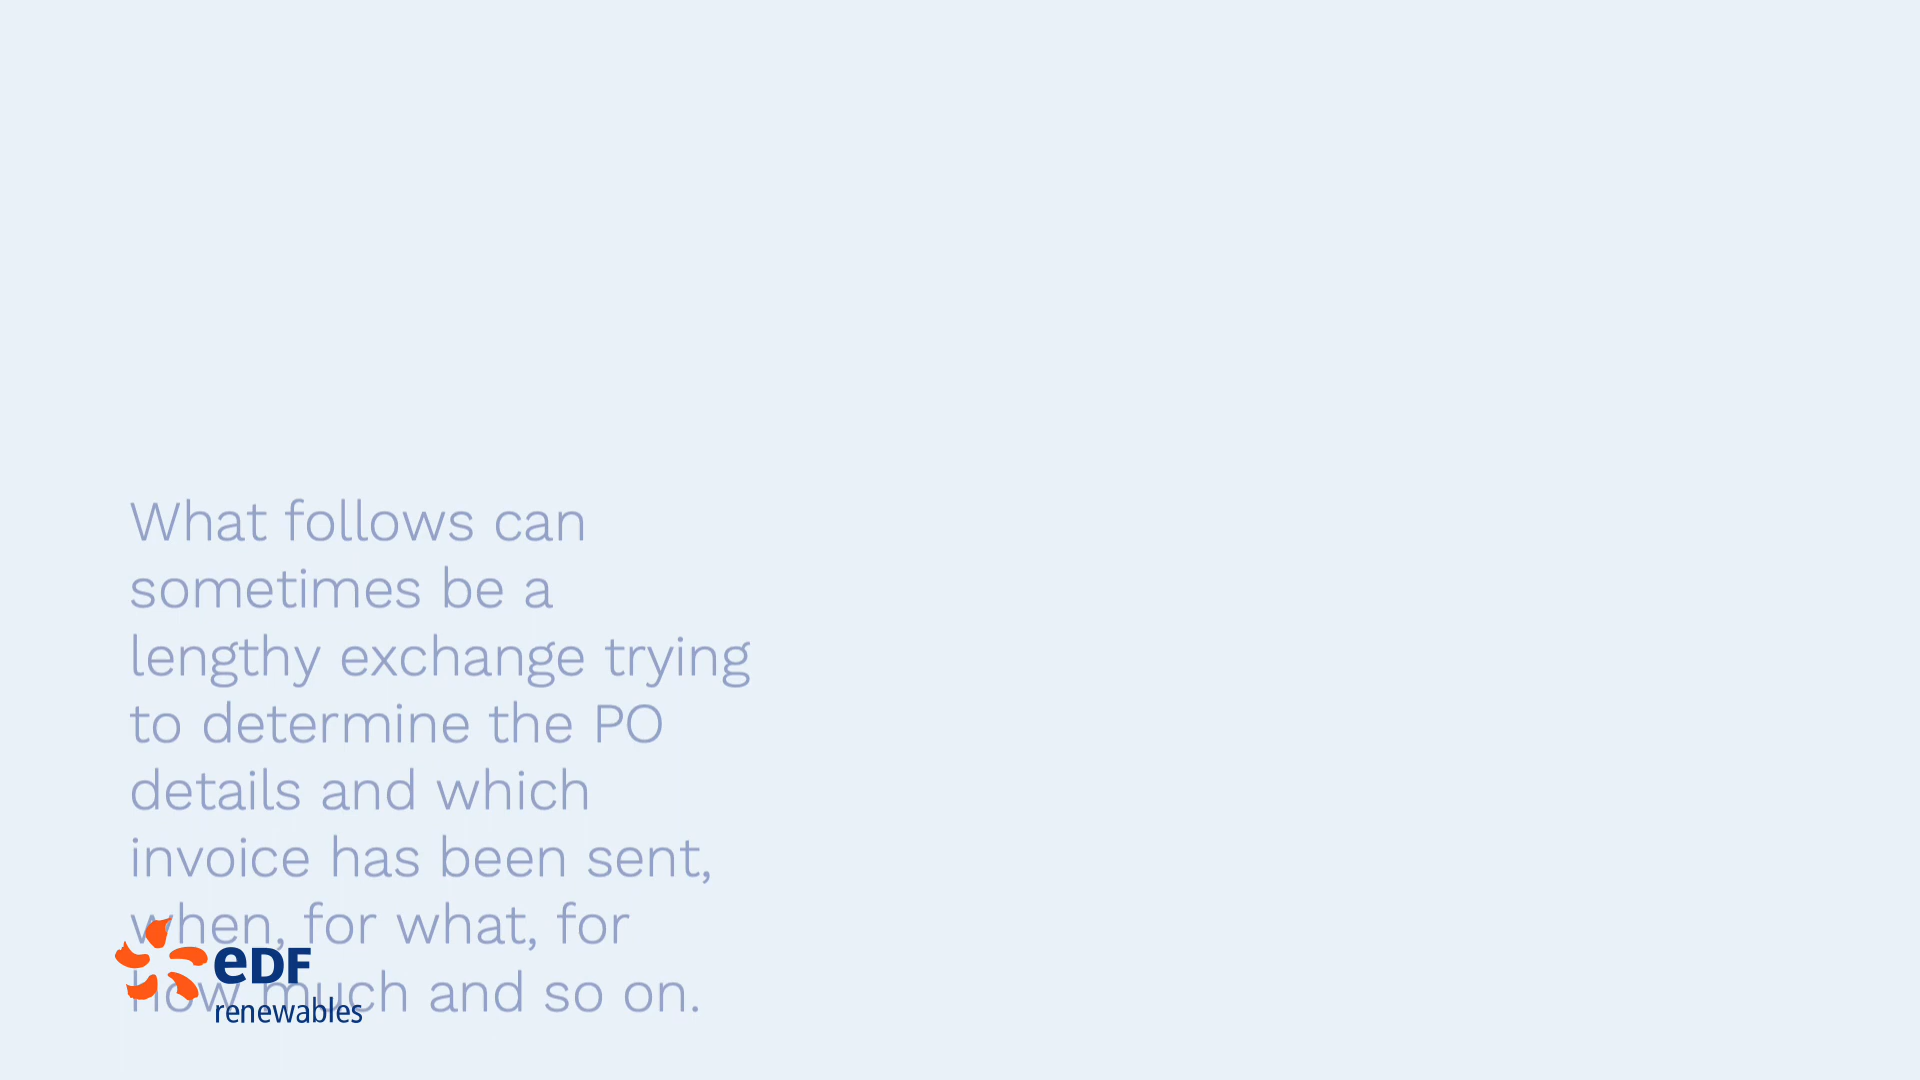 What follows can
sometimes be a
lengthy exchange trying
to determine the PO
details and which
invoice has been sent,
when, for what, for
how much and so on.
eDF
renewables